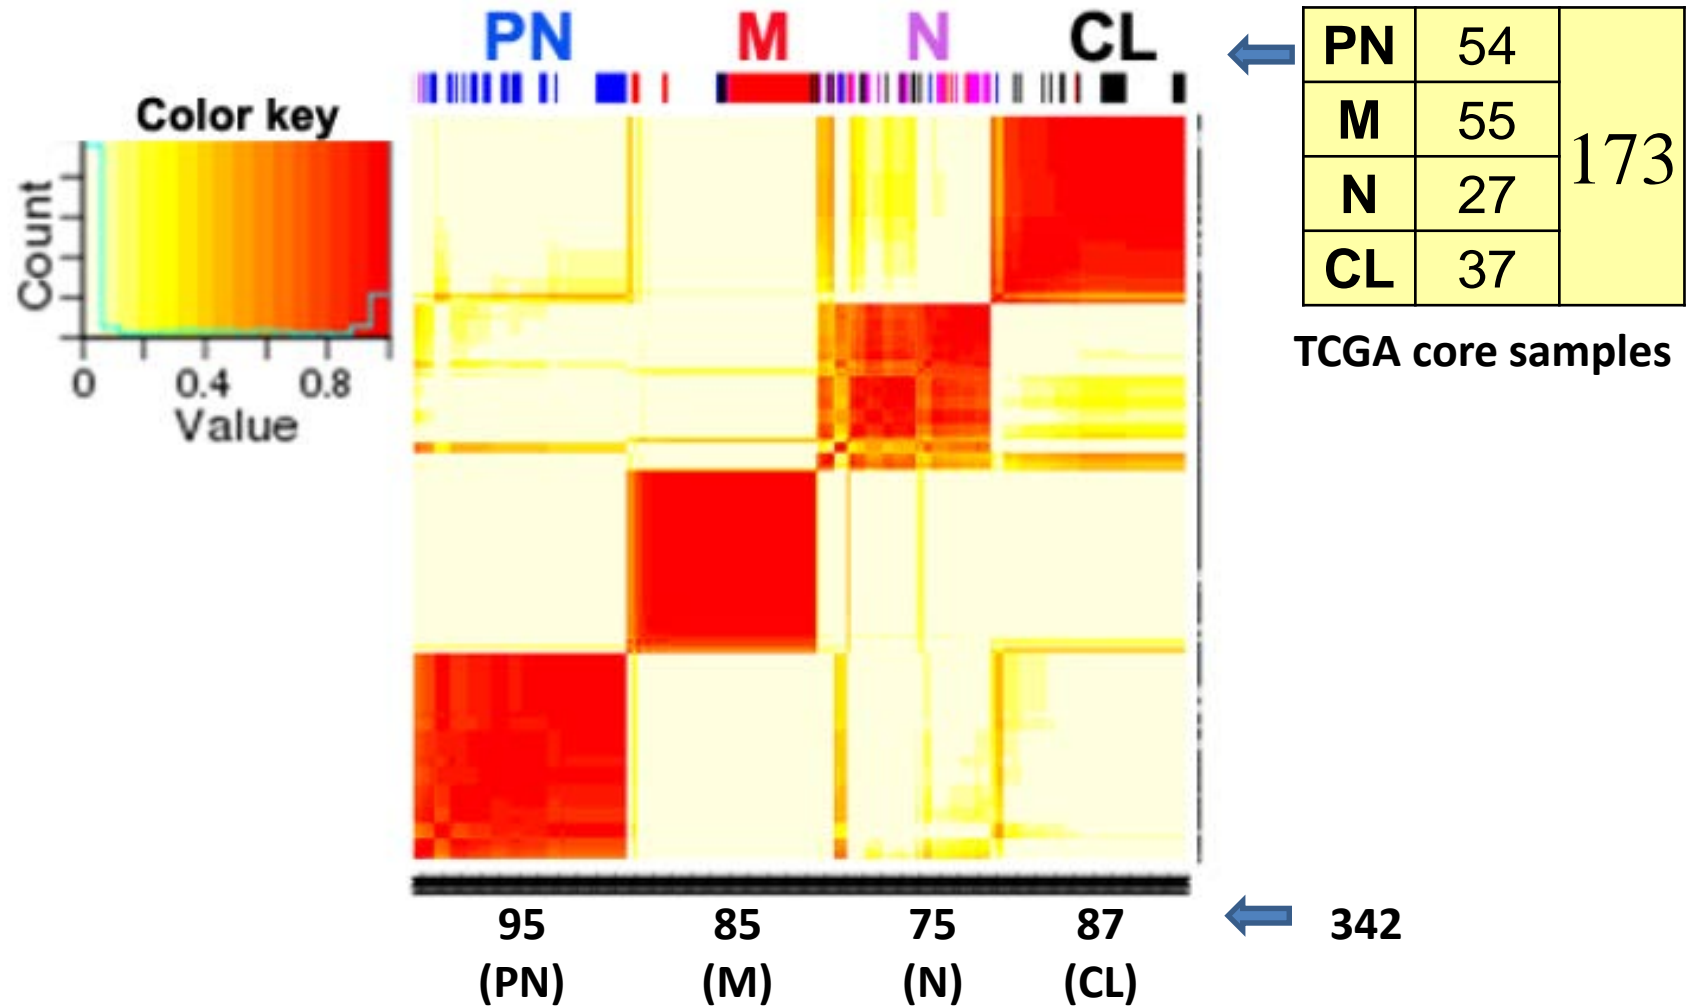 PN M N CL
Color key
Count
0 0.4 0.8
Value
PN 54
M 55
N 27
CL 37
173
TCGA core samples
95 85 75 87 342
(PN) (M) (N) (CL)